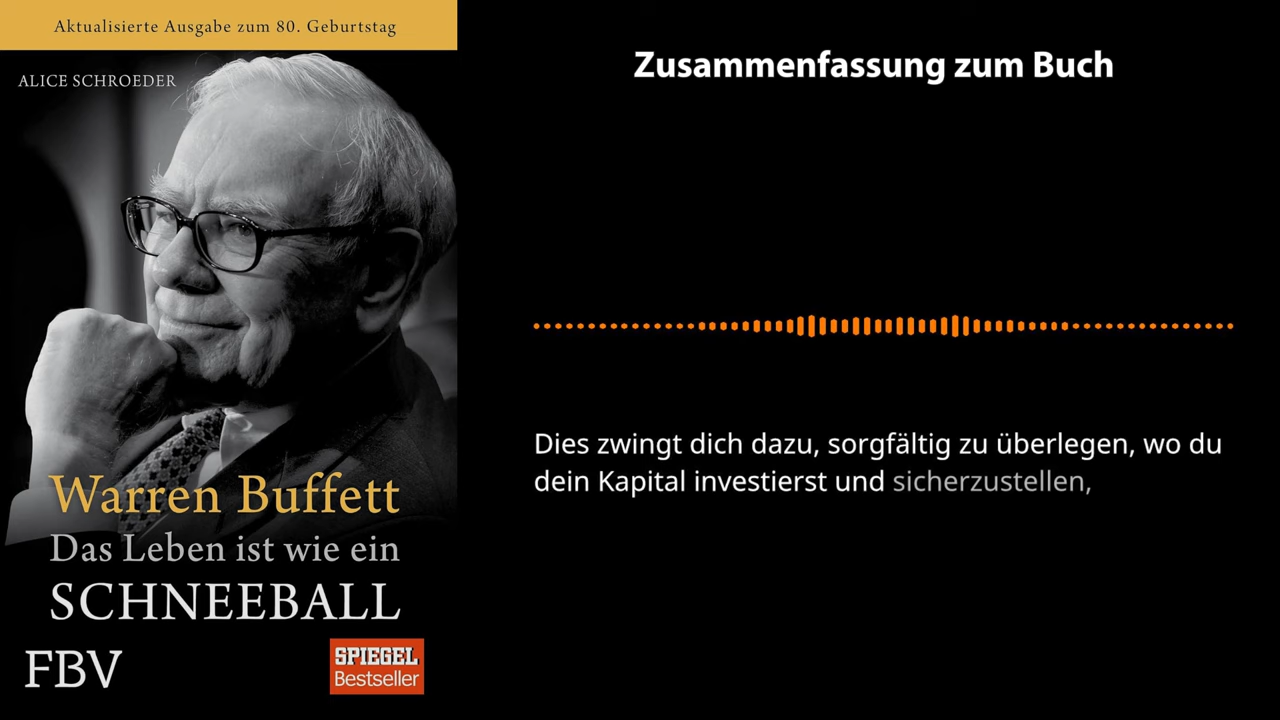 Aktualisierte Ausgabe zum 80. Geburtstag
ALICE SCHROEDER
Warren Buffett
Das Leben ist wie ein
SCHNEEBALL
FBV
SPIEGEL
Bestseller
Zusammenfassung zum Buch
Dies zwingt dich dazu, sorgfältig zu überlegen, wo du
dein Kapital investierst und sicherzustellen,